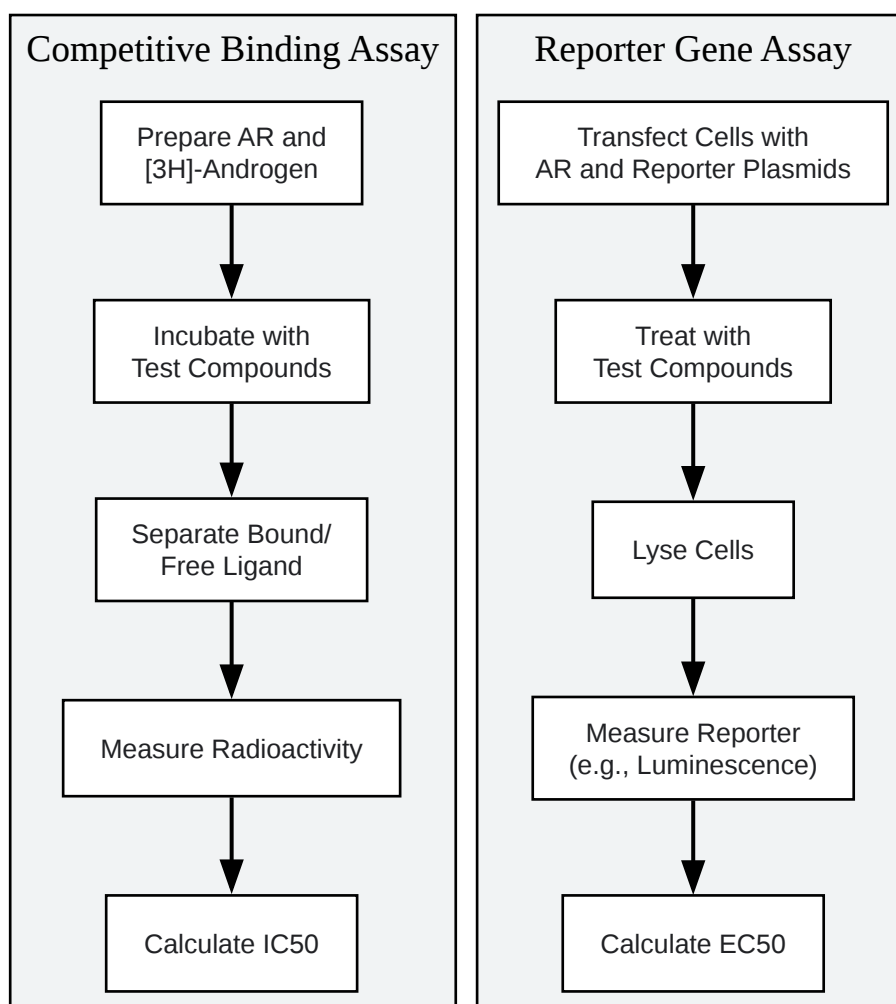 Competitive Binding Assay
Prepare AR and
[3H]-Androgen
Incubate with
Test Compounds
Separate Bound/
Free Ligand
Measure Radioactivity
Calculate IC50
Reporter Gene Assay
Transfect Cells with
AR and Reporter Plasmids
Treat with
Test Compounds
Lyse Cells
Measure Reporter
(e.g., Luminescence)
Calculate EC50